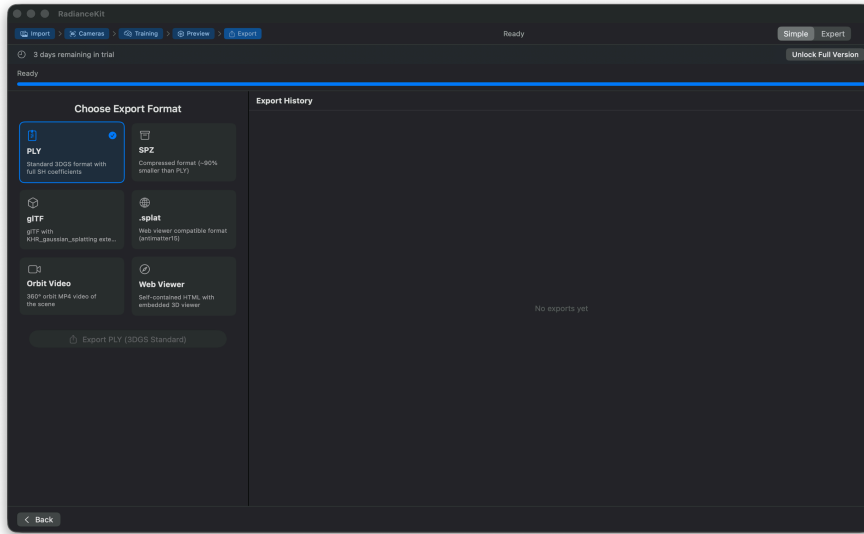 RadianceKit
Import > Cameras > Training > Preview > Export
Ready
Simple Expert
3 days remaining in trial
Unlock Full Version
Ready
Choose Export Format
PLY
Standard 3DGS format with
full SH coefficients
SPZ
Compressed format (~90%
smaller than PLY)
glTF
glTF with
KHR_gaussian_splatting exte...
.splat
Web viewer compatible format
(antimatter15)
Orbit Video
360° orbit MP4 video of
the scene
Web Viewer
Self-contained HTML with
embedded 3D viewer
Export PLY (3DGS Standard)
Export History
No exports yet
Back